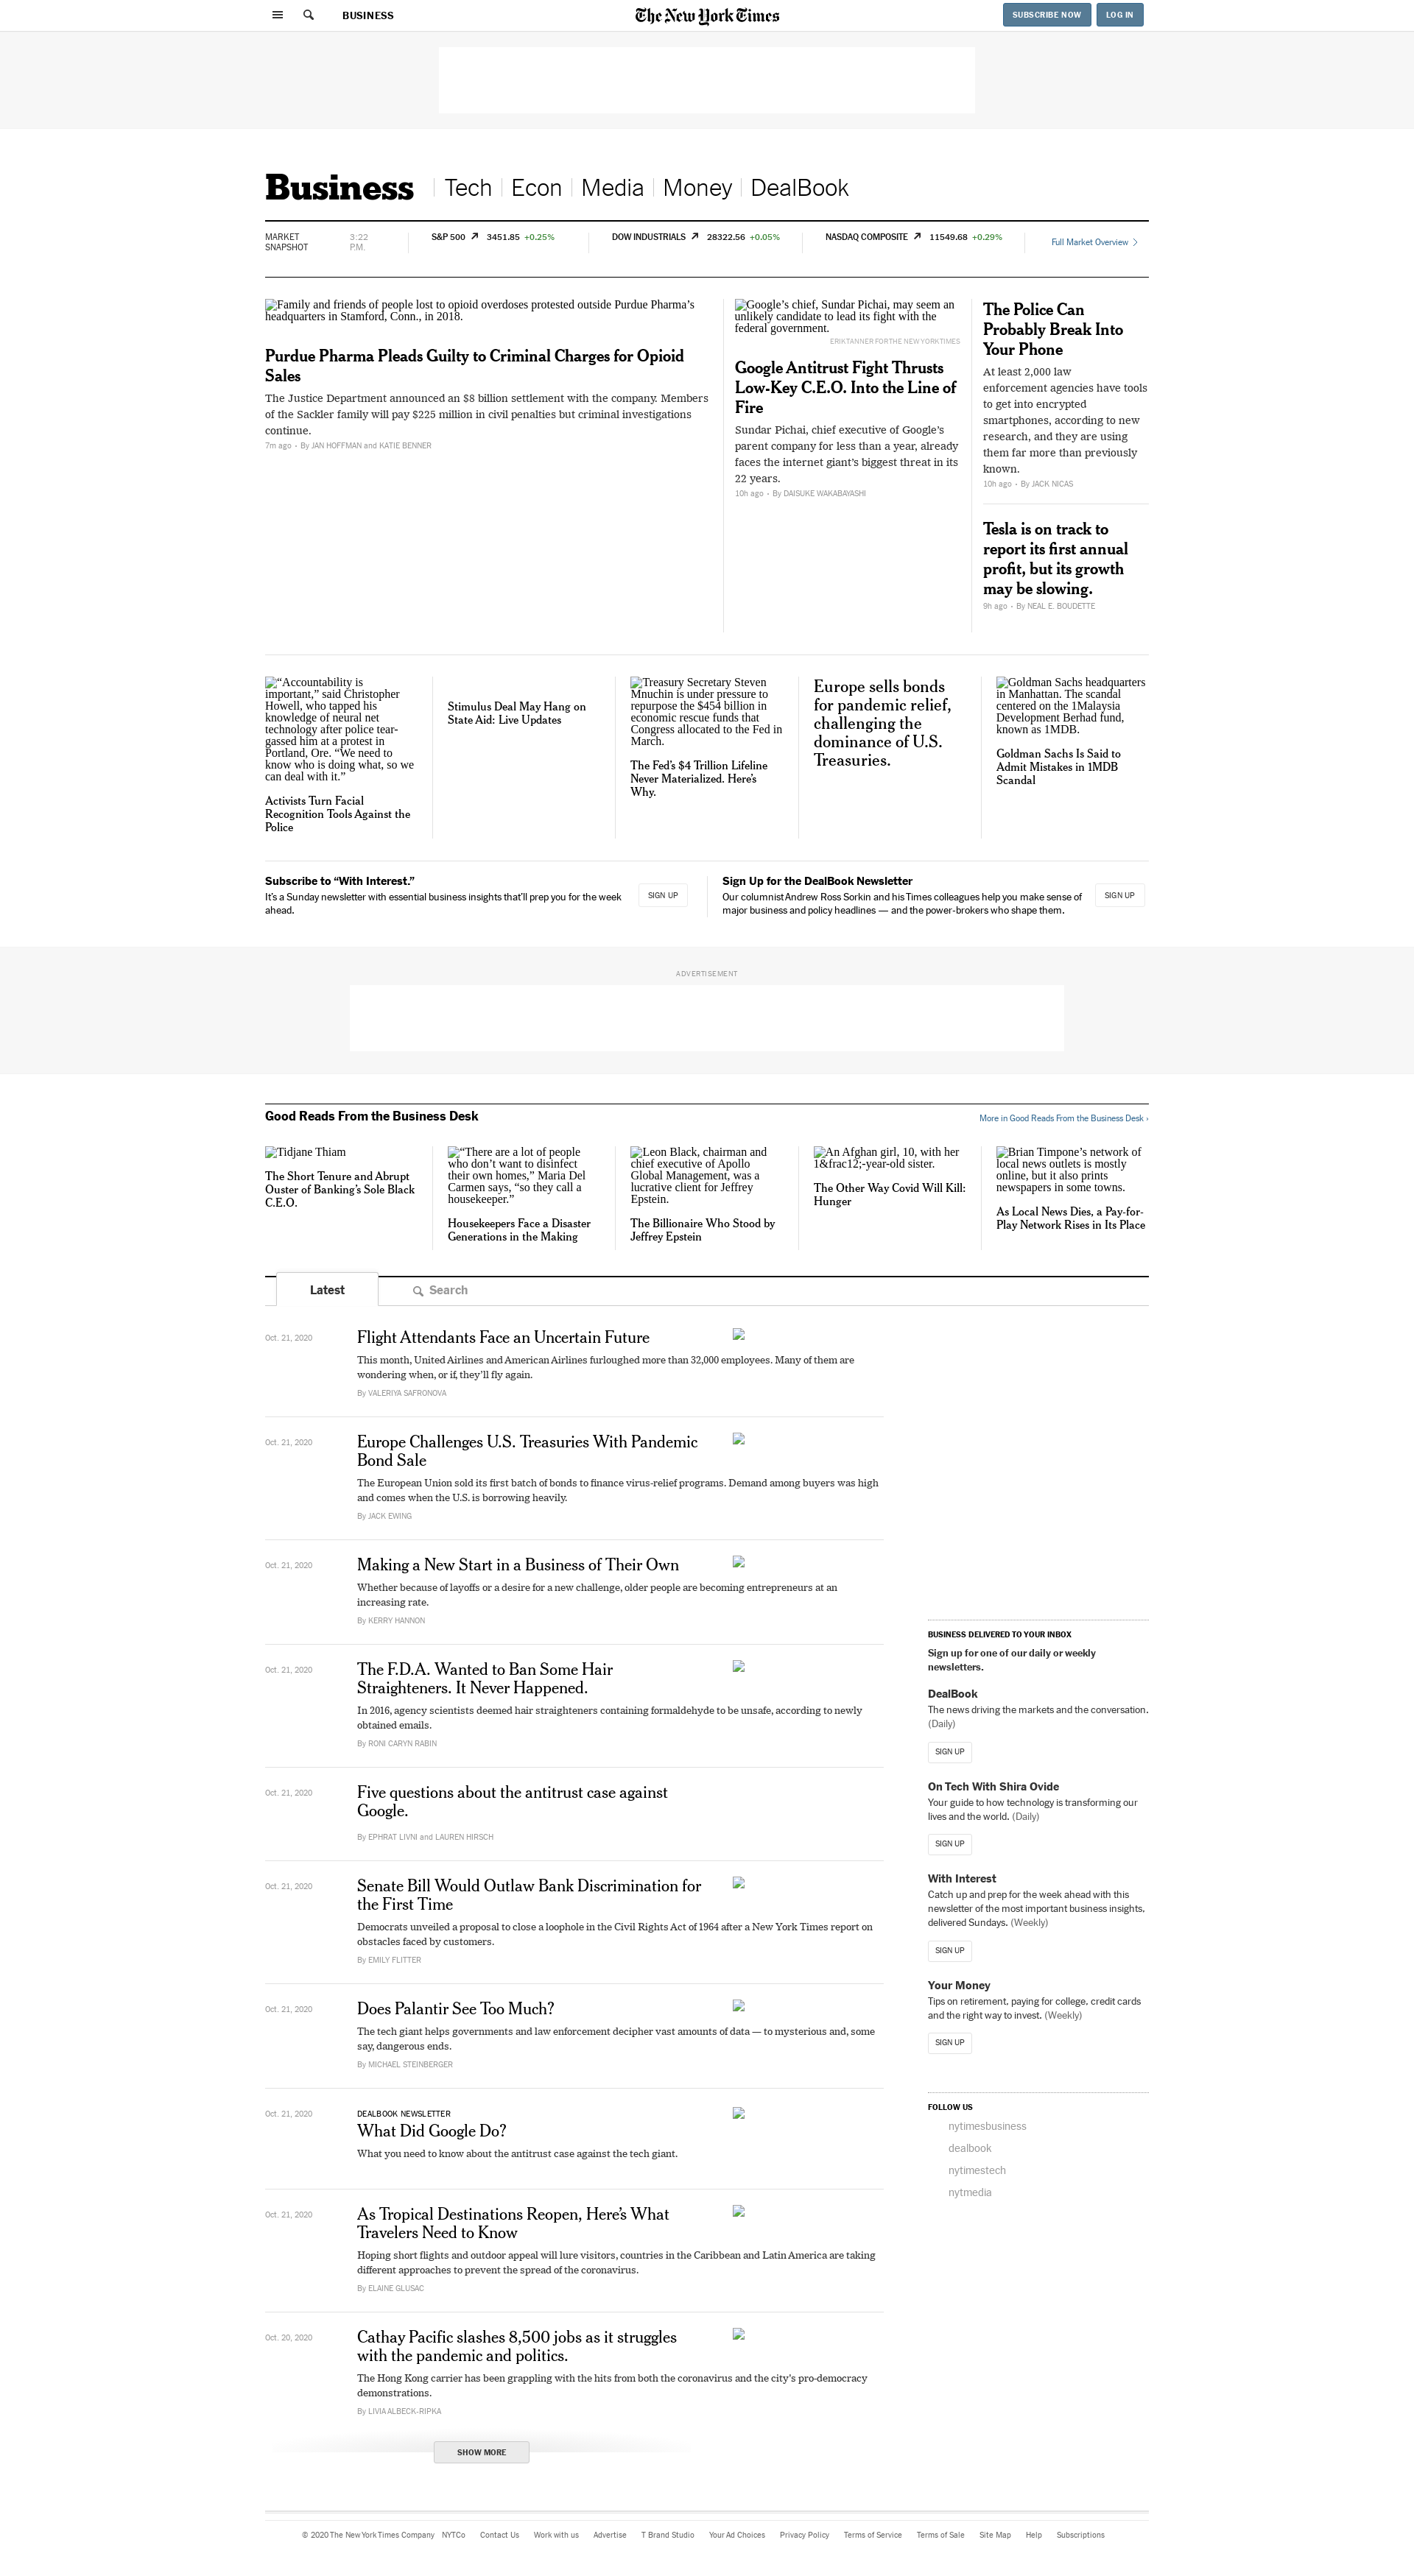 BUSINESS
The New York Times
SUBSCRIBE NOW
LOG IN
Business
Tech
Econ
Media
Money
DealBook
MARKET
SNAPSHOT
3:22
P.M.
S&P 500 3451.85 +0.25%
DOW INDUSTRIALS 28322.56 +0.05%
NASDAQ COMPOSITE 11549.68 +0.29%
Full Market Overview
Family and friends of people lost to opioid overdoses protested outside Purdue Pharma’s
headquarters in Stamford, Conn., in 2018.
Purdue Pharma Pleads Guilty to Criminal Charges for Opioid
Sales
The Justice Department announced an $8 billion settlement with the company. Members
of the Sackler family will pay $225 million in civil penalties but criminal investigations
continue.
7m ago • By JAN HOFFMAN and KATIE BENNER
Google’s chief, Sundar Pichai, may seem an
unlikely candidate to lead its fight with the
federal government.
ERIK TANNER FOR THE NEW YORK TIMES
Google Antitrust Fight Thrusts
Low-Key C.E.O. Into the Line of
Fire
Sundar Pichai, chief executive of Google’s
parent company for less than a year, already
faces the internet giant’s biggest threat in its
22 years.
10h ago • By DAISUKE WAKABAYASHI
The Police Can
Probably Break Into
Your Phone
At least 2,000 law
enforcement agencies have tools
to get into encrypted
smartphones, according to new
research, and they are using
them far more than previously
known.
10h ago • By JACK NICAS
Tesla is on track to
report its first annual
profit, but its growth
may be slowing.
9h ago • By NEAL E. BOUDETTE
“Accountability is
important,” said Christopher
Howell, who tapped his
knowledge of neural net
technology after police tear-
gassed him at a protest in
Portland, Ore. “We need to
know who is doing what, so we
can deal with it.”
Activists Turn Facial
Recognition Tools Against the
Police
Stimulus Deal May Hang on
State Aid: Live Updates
Treasury Secretary Steven
Mnuchin is under pressure to
repurpose the $454 billion in
economic rescue funds that
Congress allocated to the Fed in
March.
The Fed’s $4 Trillion Lifeline
Never Materialized. Here’s
Why.
Europe sells bonds
for pandemic relief,
challenging the
dominance of U.S.
Treasuries.
Goldman Sachs headquarters
in Manhattan. The scandal
centered on the 1Malaysia
Development Berhad fund,
known as 1MDB.
Goldman Sachs Is Said to
Admit Mistakes in 1MDB
Scandal
Subscribe to “With Interest.”
It’s a Sunday newsletter with essential business insights that’ll prep you for the week
ahead.
SIGN UP
Sign Up for the DealBook Newsletter
Our columnist Andrew Ross Sorkin and his Times colleagues help you make sense of
major business and policy headlines — and the power-brokers who shape them.
SIGN UP
ADVERTISEMENT
Good Reads From the Business Desk
More in Good Reads From the Business Desk ›
Tidjane Thiam
The Short Tenure and Abrupt
Ouster of Banking’s Sole Black
C.E.O.
“There are a lot of people
who don’t want to disinfect
their own homes,” Maria Del
Carmen says, “so they call a
housekeeper.”
Housekeepers Face a Disaster
Generations in the Making
Leon Black, chairman and
chief executive of Apollo
Global Management, was a
lucrative client for Jeffrey
Epstein.
The Billionaire Who Stood by
Jeffrey Epstein
An Afghan girl, 10, with her
1&frac12;-year-old sister.
The Other Way Covid Will Kill:
Hunger
Brian Timpone’s network of
local news outlets is mostly
online, but it also prints
newspapers in some towns.
As Local News Dies, a Pay-for-
Play Network Rises in Its Place
Latest
Search
Oct. 21, 2020
Flight Attendants Face an Uncertain Future
This month, United Airlines and American Airlines furloughed more than 32,000 employees. Many of them are
wondering when, or if, they’ll fly again.
By VALERIYA SAFRONOVA
Oct. 21, 2020
Europe Challenges U.S. Treasuries With Pandemic
Bond Sale
The European Union sold its first batch of bonds to finance virus-relief programs. Demand among buyers was high
and comes when the U.S. is borrowing heavily.
By JACK EWING
Oct. 21, 2020
Making a New Start in a Business of Their Own
Whether because of layoffs or a desire for a new challenge, older people are becoming entrepreneurs at an
increasing rate.
By KERRY HANNON
Oct. 21, 2020
The F.D.A. Wanted to Ban Some Hair
Straighteners. It Never Happened.
In 2016, agency scientists deemed hair straighteners containing formaldehyde to be unsafe, according to newly
obtained emails.
By RONI CARYN RABIN
Oct. 21, 2020
Five questions about the antitrust case against
Google.
By EPHRAT LIVNI and LAUREN HIRSCH
Oct. 21, 2020
Senate Bill Would Outlaw Bank Discrimination for
the First Time
Democrats unveiled a proposal to close a loophole in the Civil Rights Act of 1964 after a New York Times report on
obstacles faced by customers.
By EMILY FLITTER
Oct. 21, 2020
Does Palantir See Too Much?
The tech giant helps governments and law enforcement decipher vast amounts of data — to mysterious and, some
say, dangerous ends.
By MICHAEL STEINBERGER
Oct. 21, 2020
DEALBOOK NEWSLETTER
What Did Google Do?
What you need to know about the antitrust case against the tech giant.
Oct. 21, 2020
As Tropical Destinations Reopen, Here’s What
Travelers Need to Know
Hoping short flights and outdoor appeal will lure visitors, countries in the Caribbean and Latin America are taking
different approaches to prevent the spread of the coronavirus.
By ELAINE GLUSAC
Oct. 20, 2020
Cathay Pacific slashes 8,500 jobs as it struggles
with the pandemic and politics.
The Hong Kong carrier has been grappling with the hits from both the coronavirus and the city’s pro-democracy
demonstrations.
By LIVIA ALBECK-RIPKA
SHOW MORE
BUSINESS DELIVERED TO YOUR INBOX
Sign up for one of our daily or weekly
newsletters.
DealBook
The news driving the markets and the conversation.
(Daily)
SIGN UP
On Tech With Shira Ovide
Your guide to how technology is transforming our
lives and the world. (Daily)
SIGN UP
With Interest
Catch up and prep for the week ahead with this
newsletter of the most important business insights,
delivered Sundays. (Weekly)
SIGN UP
Your Money
Tips on retirement, paying for college, credit cards
and the right way to invest. (Weekly)
SIGN UP
FOLLOW US
nytimesbusiness
dealbook
nytimestech
nytmedia
© 2020 The New York Times Company NYTCo Contact Us Work with us Advertise T Brand Studio Your Ad Choices Privacy Policy Terms of Service Terms of Sale Site Map Help Subscriptions